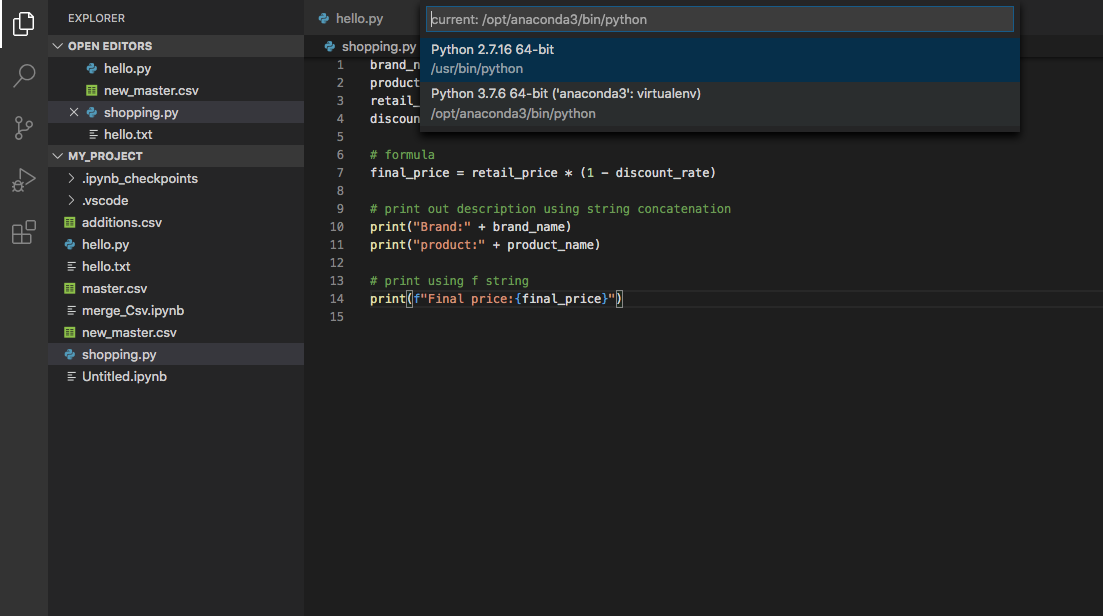 EXPLORER
OPEN EDITORS
hello.py
new_master.csv
shopping.py
hello.txt
MY_PROJECT
.ipynb_checkpoints
.vscode
additions.csv
hello.py
hello.txt
master.csv
merge_Csv.ipynb
new_master.csv
shopping.py
Untitled.ipynb
hello.py
current: /opt/anaconda3/bin/python
Python 2.7.16 64-bit
/usr/bin/python
Python 3.7.6 64-bit ('anaconda3': virtualenv)
/opt/anaconda3/bin/python
shopping.py
1 brand_n
2 product
3 retail_
4 discoun
5
6 # formula
7 final_price = retail_price * (1 - discount_rate)
8
9 # print out description using string concatenation
10 print("Brand:" + brand_name)
11 print("product:" + product_name)
12
13 # print using f string
14 print(f"Final price:{final_price}")
15